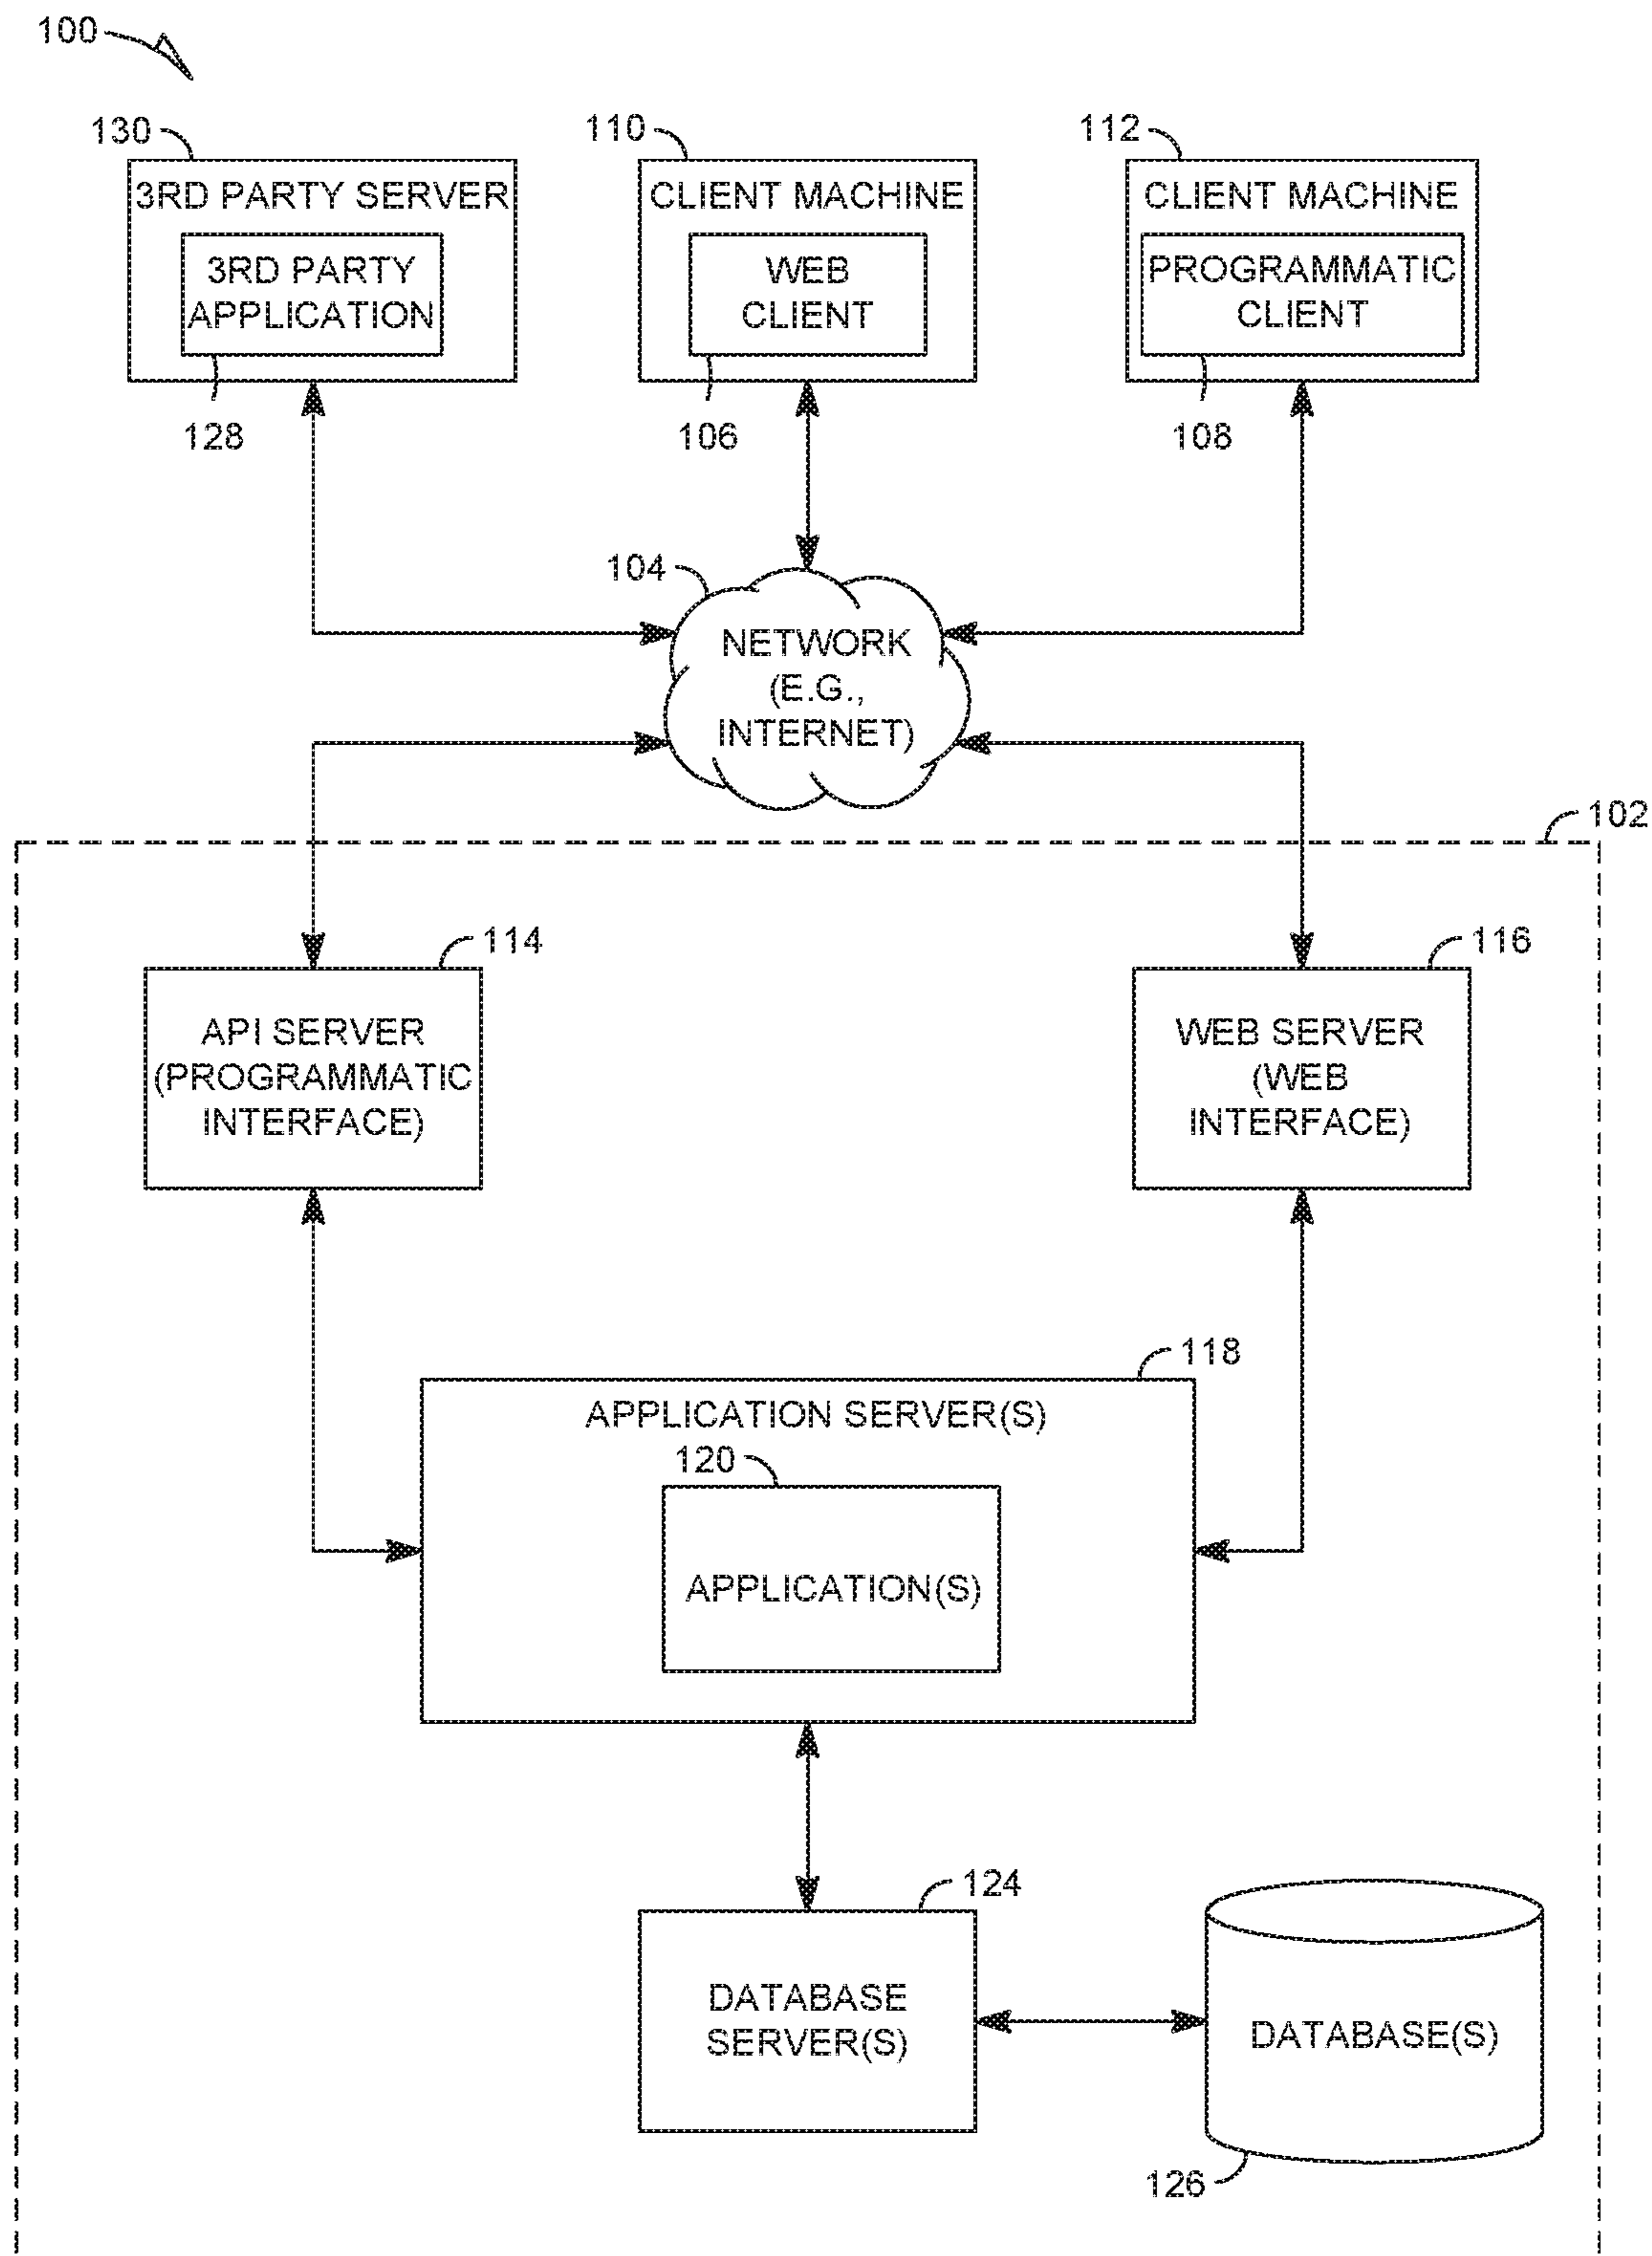 100
130
110
112
3RD PARTY SERVER
CLIENT MACHINE
CLIENT MACHINE
3RD PARTY
APPLICATION
WEB
CLIENT
PROGRAMMATIC
CLIENT
128
106
108
104
NETWORK
(E.G.,
INTERNET)
102
114
116
API SERVER
(PROGRAMMATIC
INTERFACE)
WEB SERVER
(WEB
INTERFACE)
118
APPLICATION SERVER(S)
120
APPLICATION(S)
124
DATABASE
SERVER(S)
DATABASE(S)
126